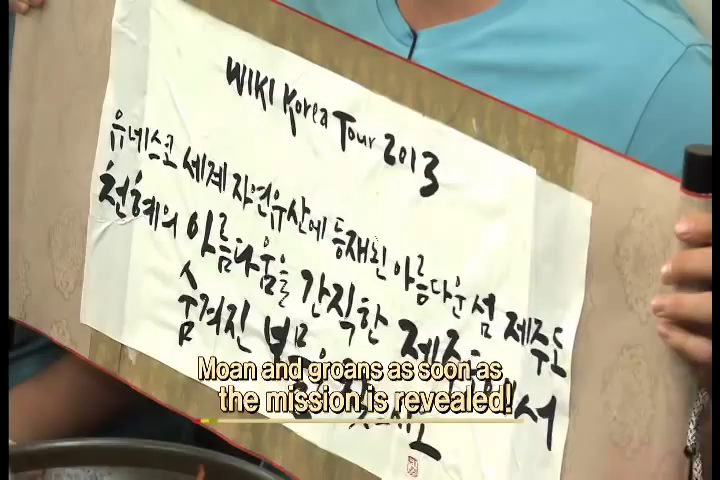 WIKI Korea Tour 2013
유네스코 세계 자연유산에 등재된 아름다운 섬 제주도
천혜의 아름다움을 간직한 제주
숨겨진
Moan and groans as soon as
the mission is revealed!